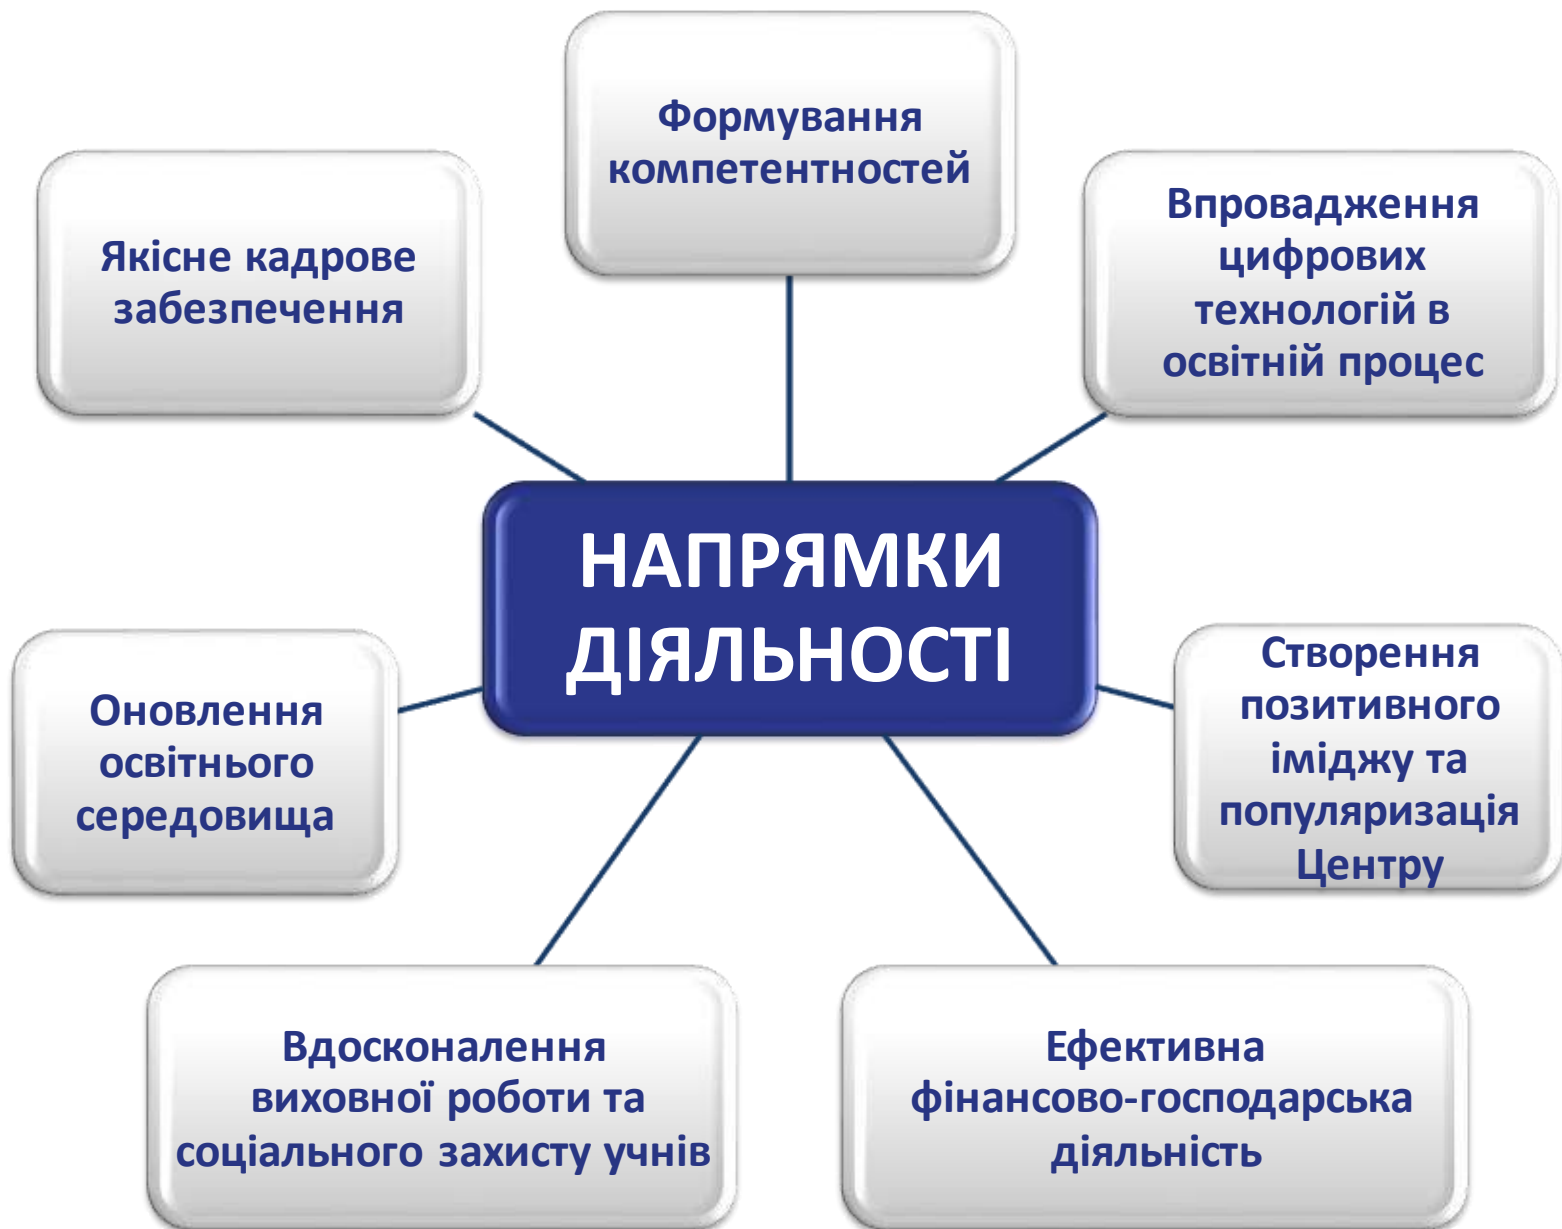 Формування
компетентностей
Якісне кадрове
забезпечення
Впровадження
цифрових
технологій в
освітній процес
НАПРЯМКИ
ДІЯЛЬНОСТІ
Оновлення
освітнього
середовища
Створення
позитивного
іміджу та
популяризація
Центру
Вдосконалення
виховної роботи та
соціального захисту учнів
Ефективна
фінансово-господарська
діяльність